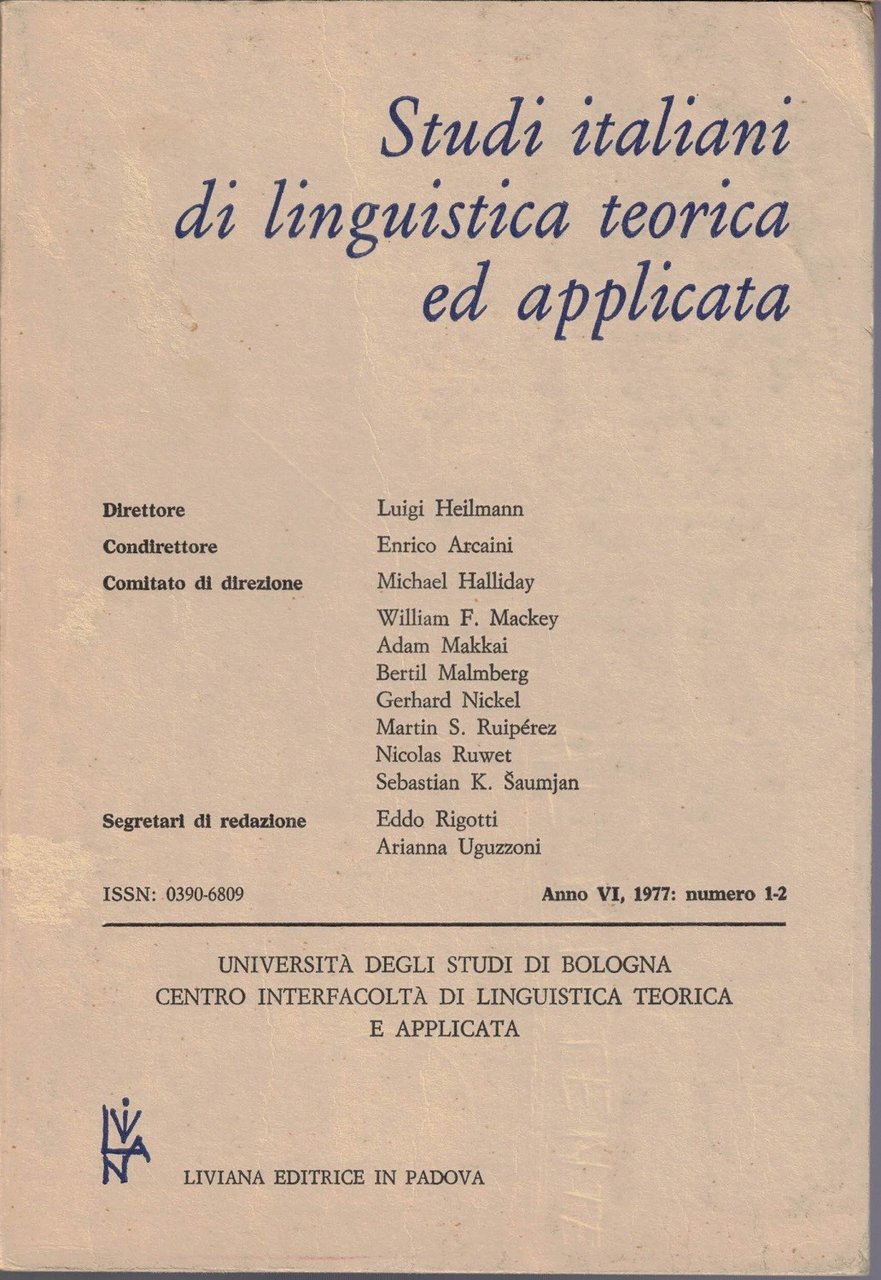 Studi italiani
di linguistica teorica
ed applicata
Direttore Luigi Heilmann
Condirettore Enrico Arcaini
Comitato di direzione Michael Halliday
William F. Mackey
Adam Makkai
Bertil Malmberg
Gerhard Nickel
Martin S. Ruipérez
Nicolas Ruwet
Sebastian K. Šaumjan
Segretari di redazione Eddo Rigotti
Arianna Uguzzoni
ISSN: 0390-6809 Anno VI, 1977: numero 1-2
UNIVERSITÀ DEGLI STUDI DI BOLOGNA
CENTRO INTERFACOLTÀ DI LINGUISTICA TEORICA
E APPLICATA
LiViANA
LIVIANA EDITRICE IN PADOVA